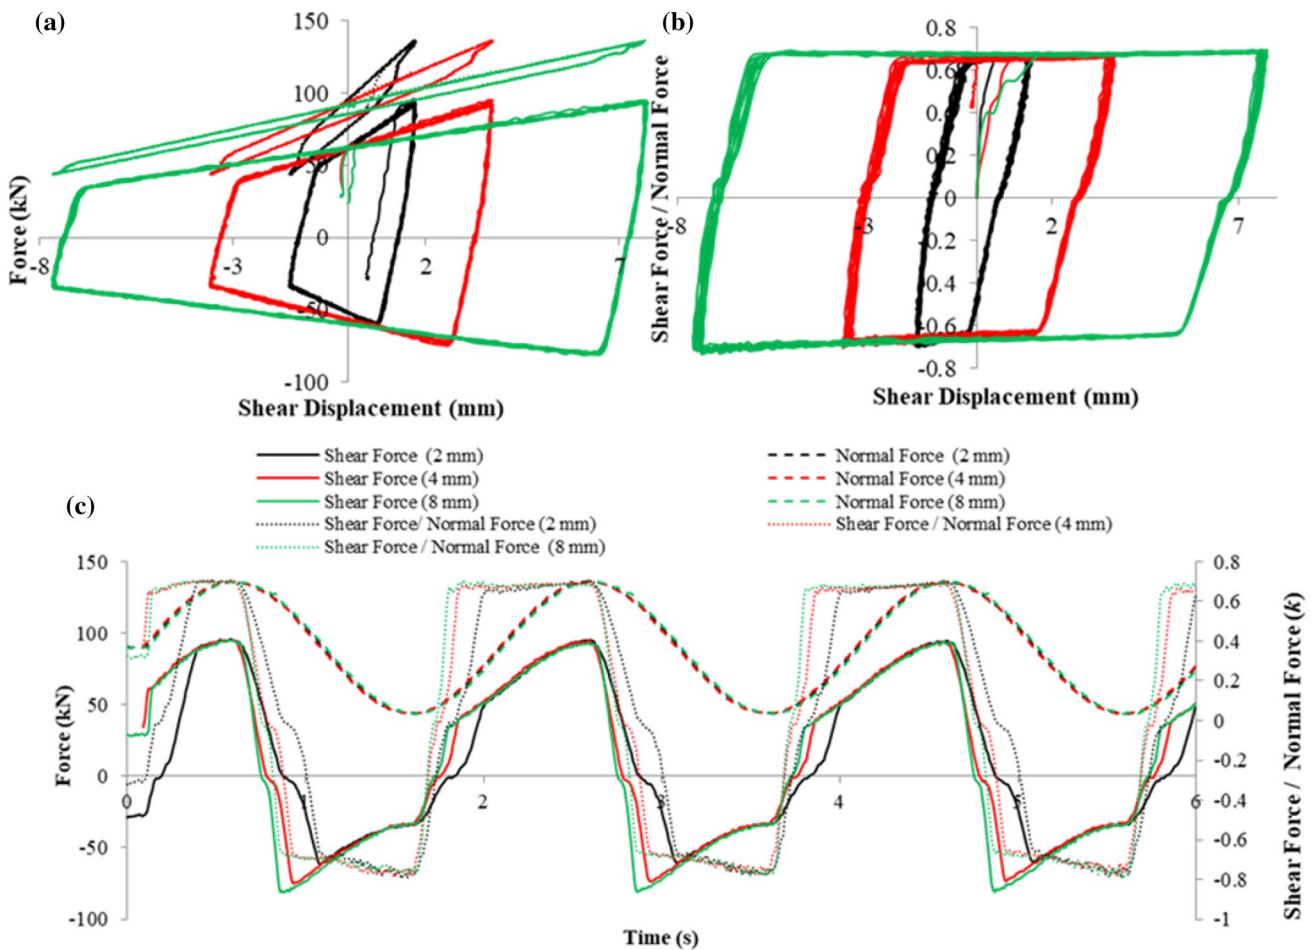 (a)
150
100
50
0
-50
-100
-8
-3
2
7
Force (kN)
Shear Displacement (mm)
(b)
0.8
0.6
0.4
0.2
0
-0.2
-0.4
-0.6
-0.8
-8
-3
2
7
Shear Force / Normal Force
Shear Displacement (mm)
Shear Force (2 mm)
Normal Force (2 mm)
Shear Force (4 mm)
Normal Force (4 mm)
Shear Force (8 mm)
Normal Force (8 mm)
Shear Force/ Normal Force (2 mm)
Shear Force / Normal Force (4 mm)
Shear Force / Normal Force (8 mm)
(c)
150
100
50
0
-50
-100
Force (kN)
0
1
2
3
4
5
6
Time (s)
0.8
0.6
0.4
0.2
0
-0.2
-0.4
-0.6
-0.8
-1
Shear Force / Normal Force (k)